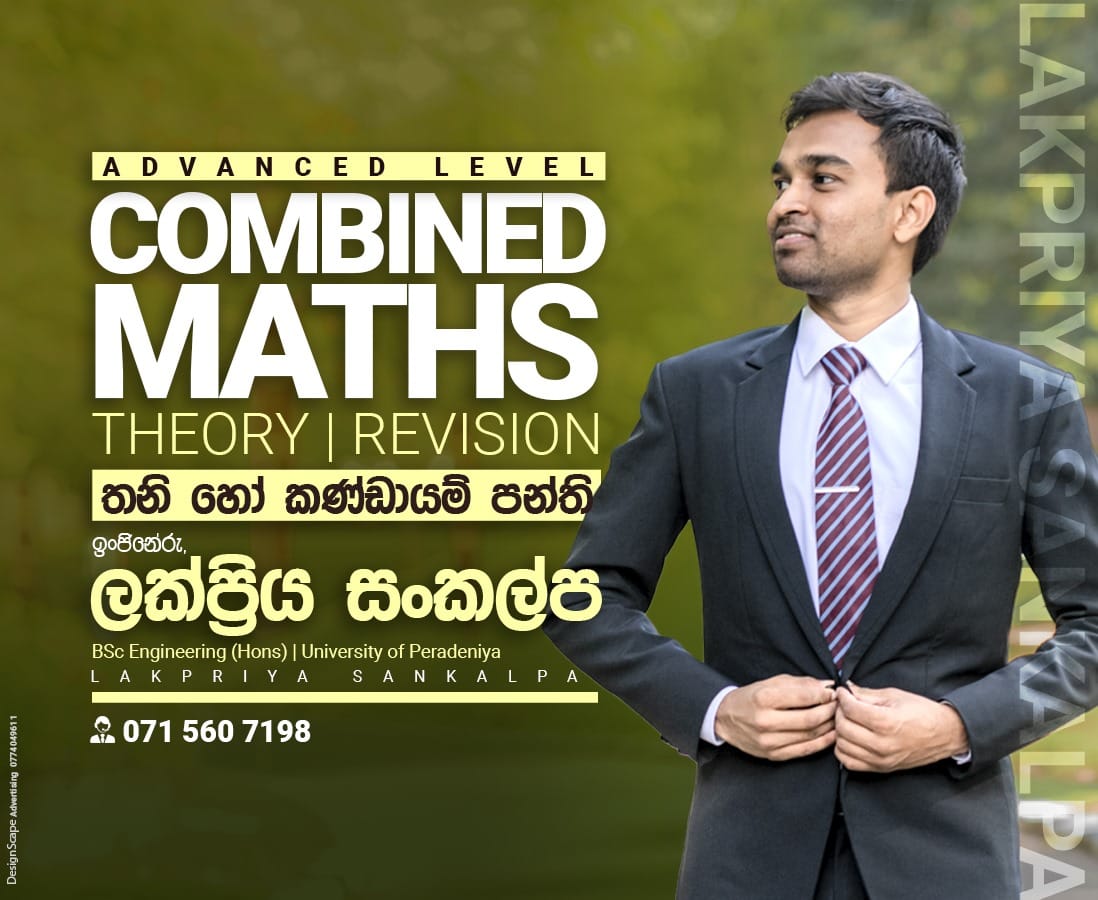 ADVANCED LEVEL
COMBINED
MATHS
THEORY | REVISION
තනි හෝ කණ්ඩායම් පන්ති
ඉංජිනේරු,
ලක්ප්‍රිය සංකල්ප
BSc Engineering (Hons) | University of Peradeniya
LAKPRIYA SANKALPA
071 560 7198
DesignScape Advertising 0774049611
LAKPRIYA SANKALPA